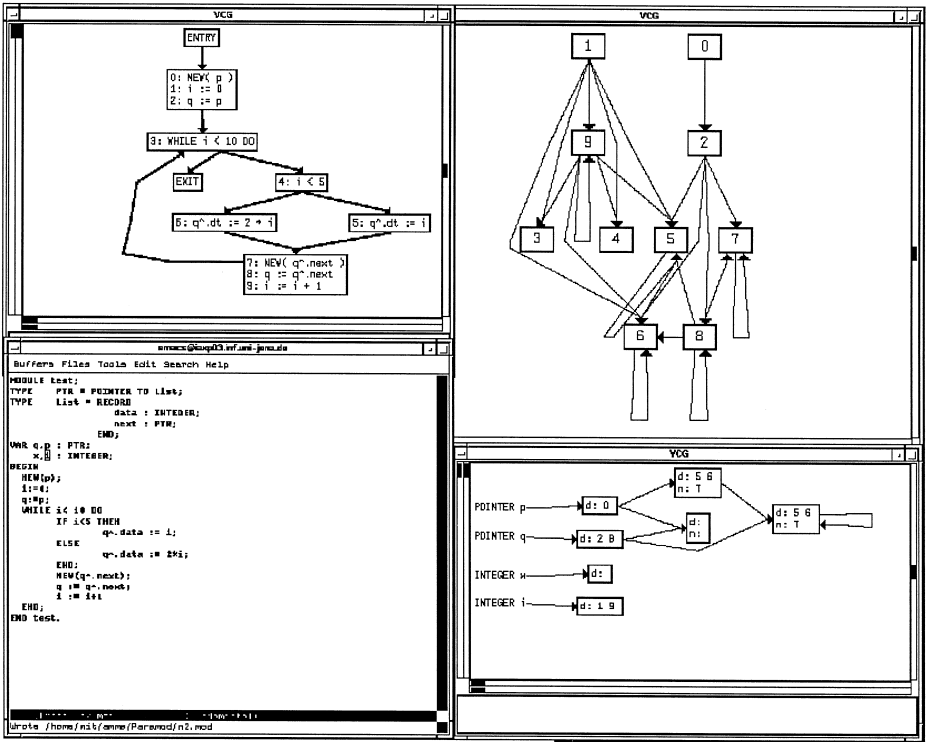 VCG
ENTRY
0: NEW( p )
1: i := 0
2: q := p
3: WHILE i < 10 DO
EXIT
4: i < 5
6: q^.dt := 2 * i
5: q^.dt := i
7: NEW( q^.next )
8: q := q^.next
9: i := i + 1
VCG
1
0
9
2
3
4
5
7
6
8
Buffers Files Tools Edit Search Help
MODULE test;
TYPE PTR = POINTER TO List;
TYPE List = RECORD
data : INTEGER;
next : PTR;
END;
VAR q,p : PTR;
x,i : INTEGER;
BEGIN
NEW(p);
i:=0;
q:=p;
WHILE i< 10 DO
IF i<5 THEN
q^.data := i;
ELSE
q^.data := 2*i;
END;
NEW(q^.next);
q := q^.next;
i := i+1
END;
END test.
Wrote /home/mit/amme/Paramod/n2.mod
VCG
POINTER p
d: 0
d: 5 6
n: T
d:
n:
d: 5 6
n: T
POINTER q
d: 2 8
INTEGER x
d:
INTEGER i
d: 1 9